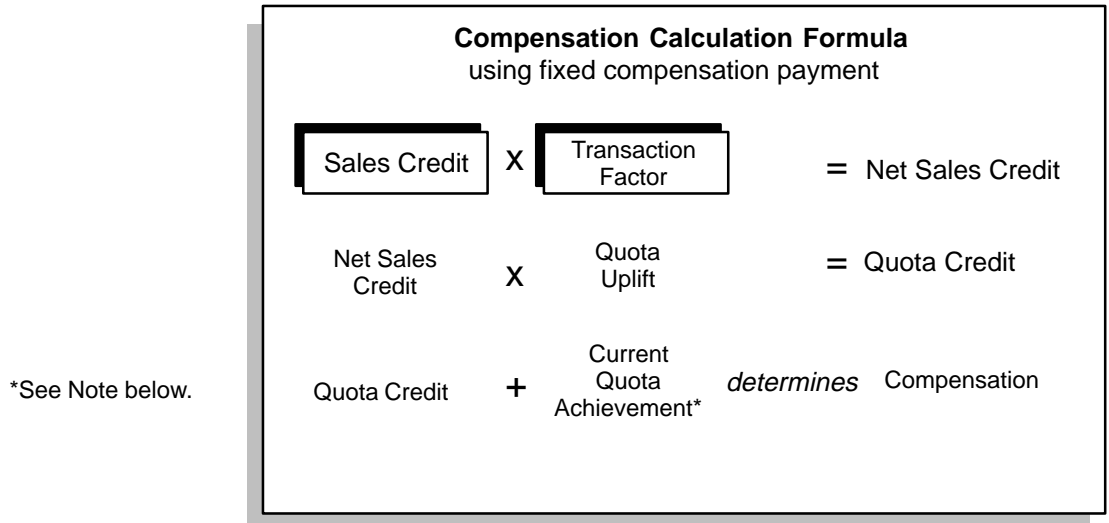 Compensation Calculation Formula
using fixed compensation payment
Sales Credit x Transaction
Factor = Net Sales Credit
Net Sales
Credit x Quota
Uplift = Quota Credit
*See Note below.
Quota Credit + Current
Quota
Achievement* determines Compensation